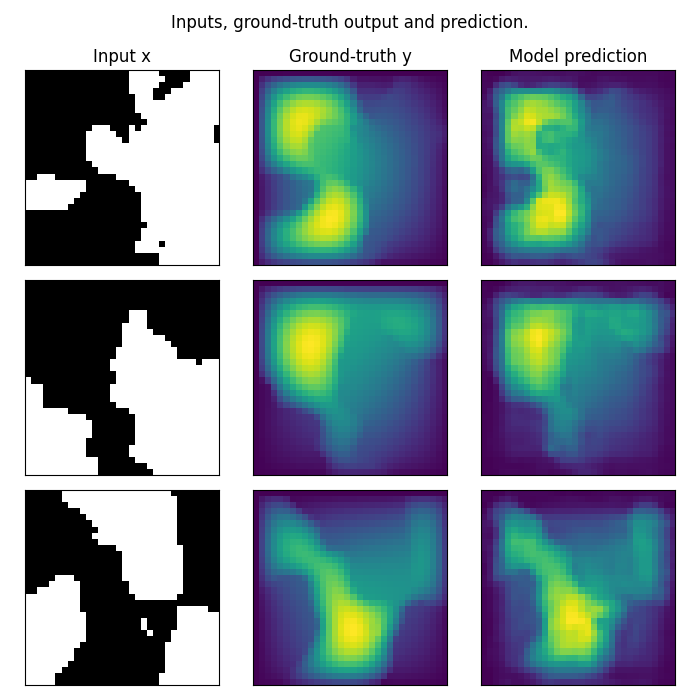 Inputs, ground-truth output and prediction.
Input x
Ground-truth y
Model prediction